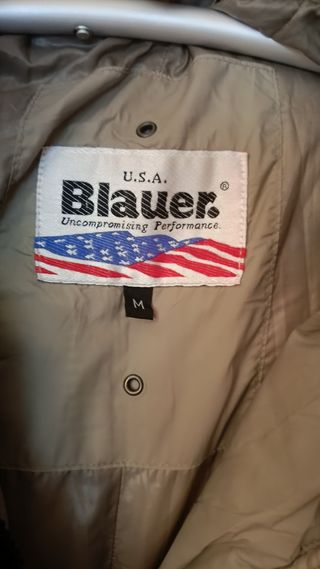 U.S.A.
Blauer.®
Uncompromising Performance.
M